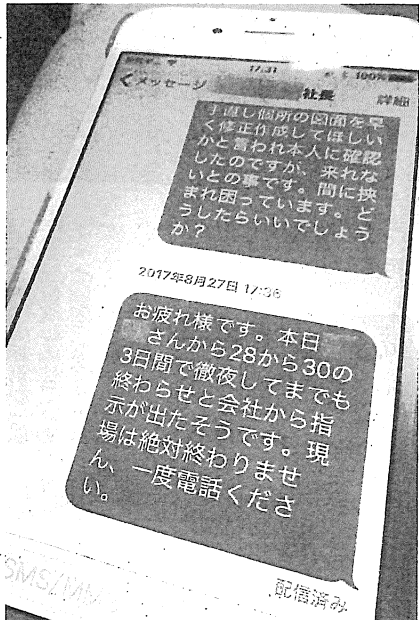 17:31
100%
メッセージ
社長
詳細
手直し個所の図面を早
く修正作成してほしい
かと言われ本人に確認
したのですが、来れな
いとの事です。間に挟
まれ困っています。ど
うしたらいいでしょう
か？
2017年8月27日 17:36
お疲れ様です。本日
さんから28から30の
3日間で徹夜してまでも
終わらせと会社から指
示が出たそうです。現
場は絶対終わりませ
ん、一度電話くださ
い。
配信済み
SMS/MM